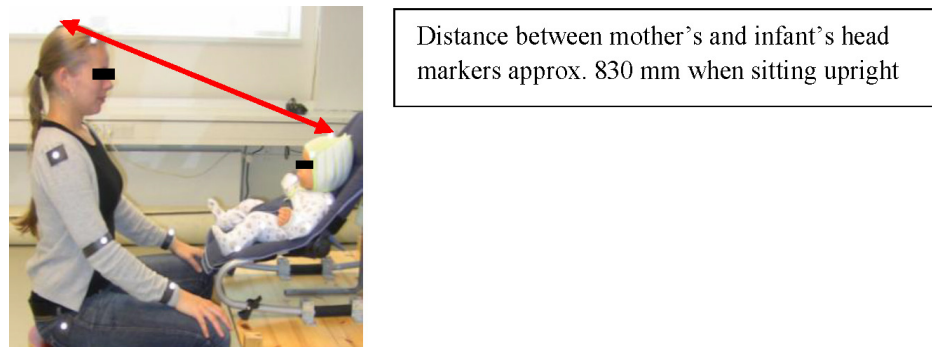 Distance between mother's and infant's head
markers approx. 830 mm when sitting upright